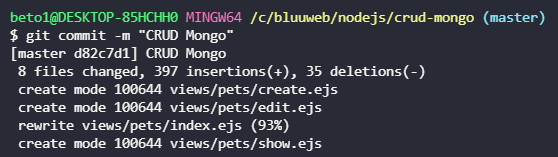 beto1@DESKTOP-85HCHH0 MINGW64 /c/bluuweb/nodejs/crud-mongo (master)
$ git commit -m "CRUD Mongo"
[master d82c7d1] CRUD Mongo
 8 files changed, 397 insertions(+), 35 deletions(-)
 create mode 100644 views/pets/create.ejs
 create mode 100644 views/pets/edit.ejs
 rewrite views/pets/index.ejs (93%)
 create mode 100644 views/pets/show.ejs